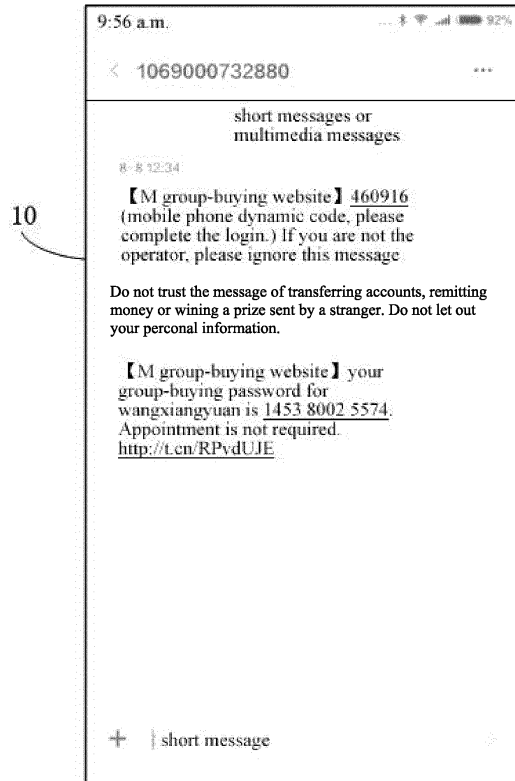 9:56 a.m.
... 92%
< 1069000732880 ...
short messages or
multimedia messages
8-8 12:34
【M group-buying website】460916
(mobile phone dynamic code, please
complete the login.) If you are not the
operator, please ignore this message
10
Do not trust the message of transferring accounts, remitting
money or wining a prize sent by a stranger. Do not let out
your perconal information.
【M group-buying website】your
group-buying password for
wangxiangyuan is 1453 8002 5574.
Appointment is not required.
http://t.cn/RPvdUJE
+ short message